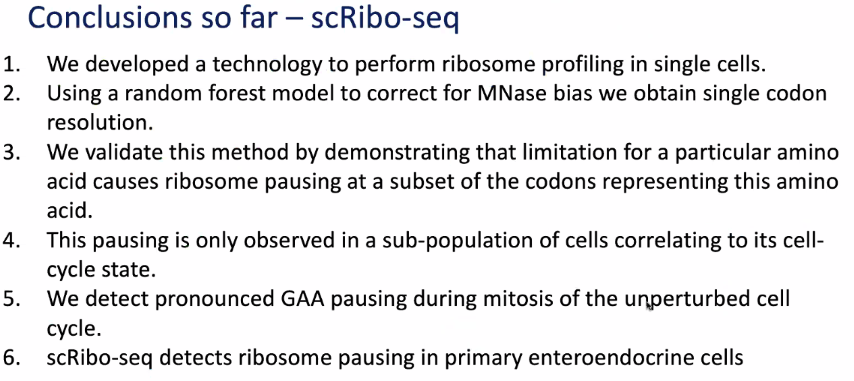 Conclusions so far – scRibo-seq
1. We developed a technology to perform ribosome profiling in single cells.
2. Using a random forest model to correct for MNase bias we obtain single codon
resolution.
3. We validate this method by demonstrating that limitation for a particular amino
acid causes ribosome pausing at a subset of the codons representing this amino
acid.
4. This pausing is only observed in a sub-population of cells correlating to its cell-
cycle state.
5. We detect pronounced GAA pausing during mitosis of the unperturbed cell
cycle.
6. scRibo-seq detects ribosome pausing in primary enteroendocrine cells